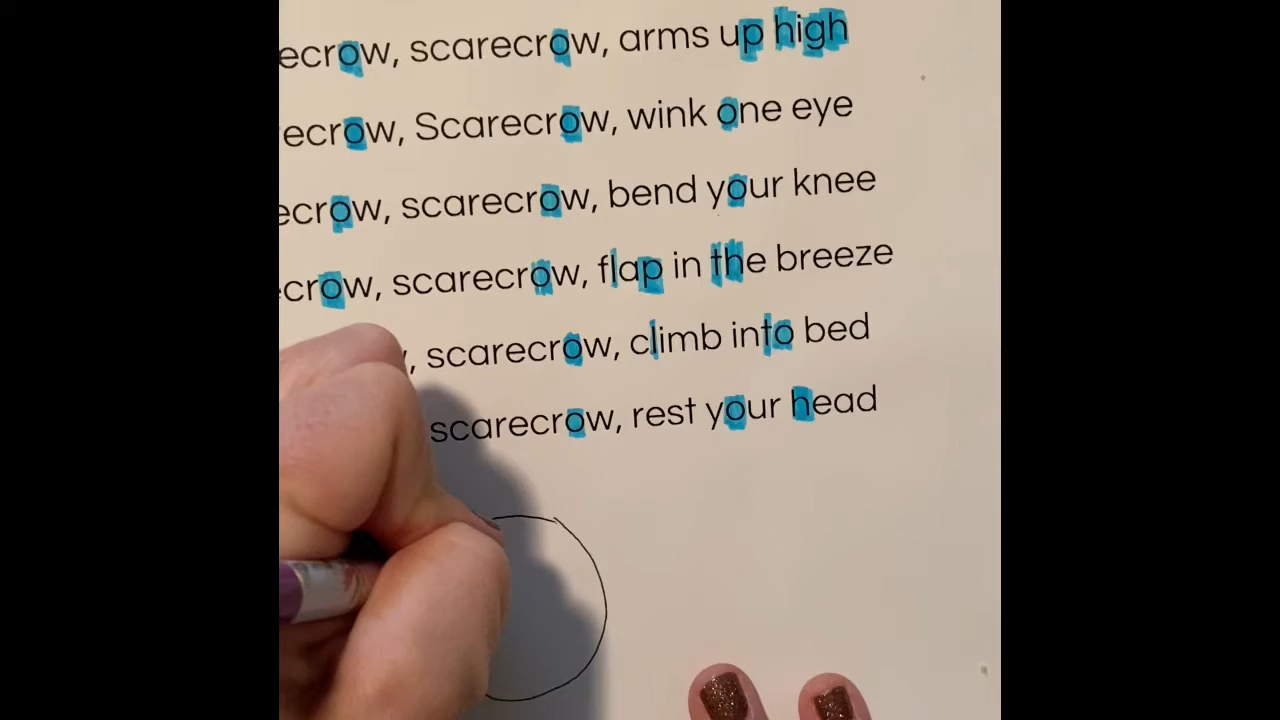 ecrow, scarecrow, arms up high
ecrow, Scarecrow, wink one eye
ecrow, scarecrow, bend your knee
crow, scarecrow, flap in the breeze
, scarecrow, climb into bed
scarecrow, rest your head